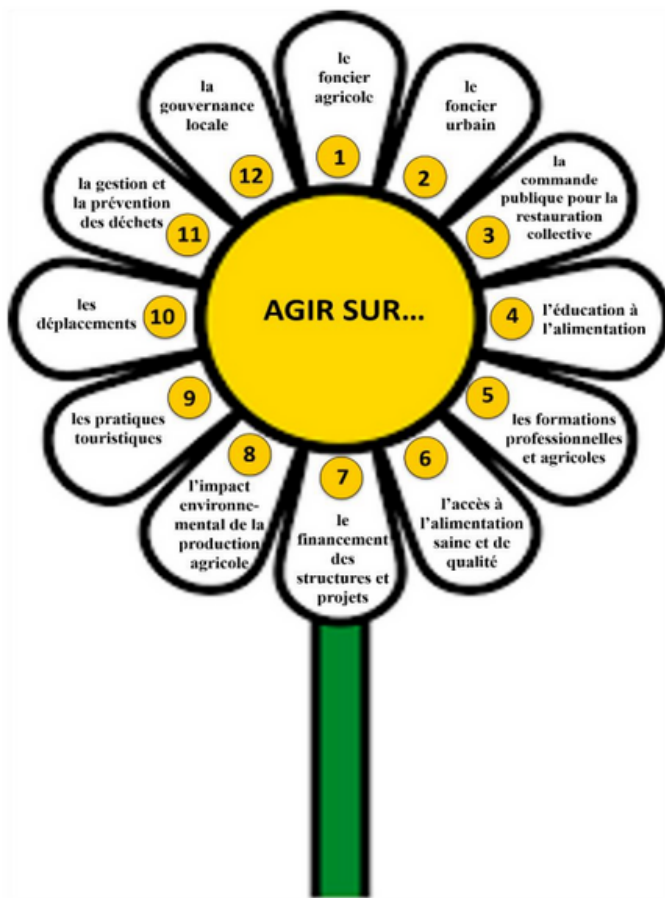 AGIR SUR...
le
foncier
agricole
1
le
foncier
urbain
2
la
commande
publique pour la
restauration
collective
3
4
l'éducation à
l'alimentation
5
les formations
professionnelles
et agricoles
6
l'accès à
l'alimentation
saine et de
qualité
7
le
financement
des
structures et
projets
8
l'impact
environne-
mental de la
production
agricole
9
les pratiques
touristiques
10
les
déplacements
11
la gestion et
la prévention
des déchets
12
la
gouvernance
locale